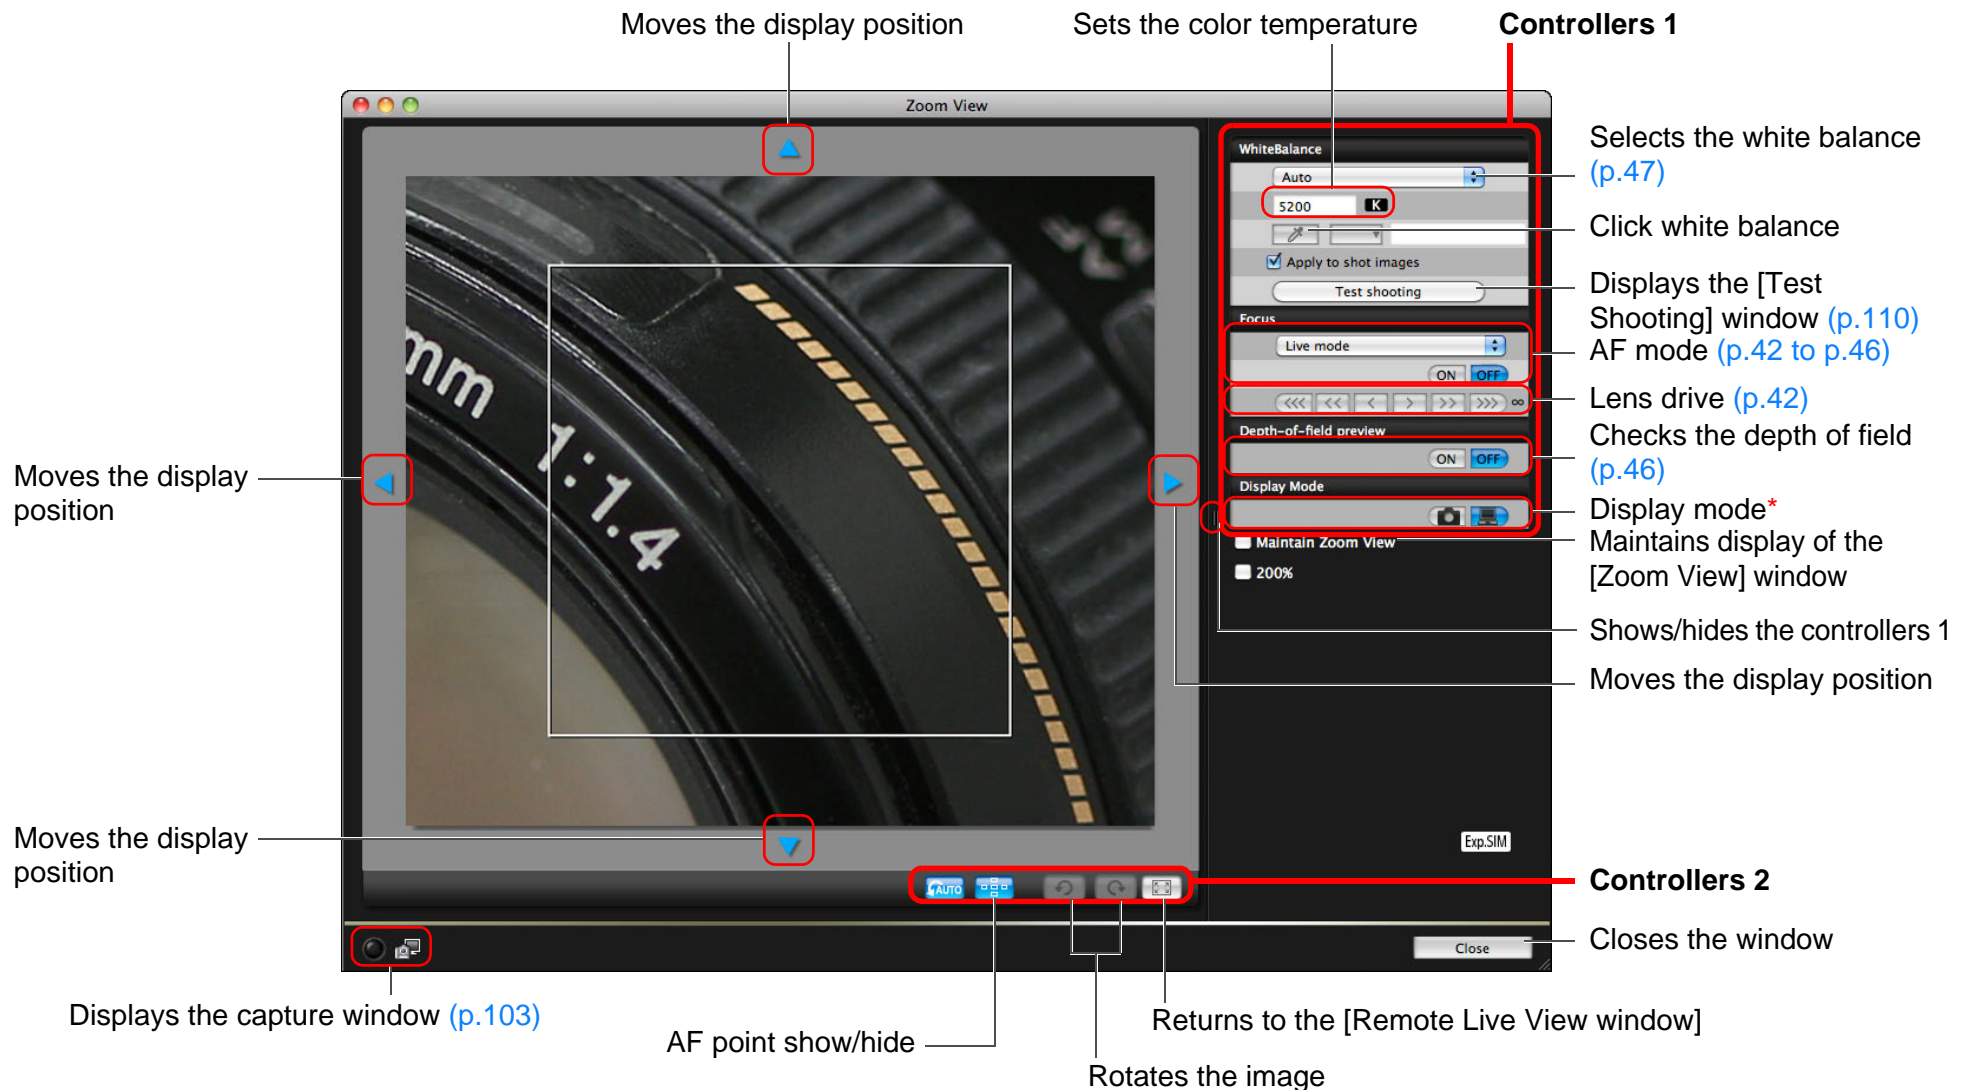 Moves the display position
Sets the color temperature
Controllers 1
Zoom View
WhiteBalance
Auto
5200 K
Apply to shot images
Test shooting
Focus
Live mode
ON OFF
<<< << < > >> >>> ∞
Depth-of-field preview
ON OFF
Display Mode
Maintain Zoom View
200%
Exp.SIM
mm 1:1.4
AUTO
Close
Selects the white balance
(p.47)
Click white balance
Displays the [Test
Shooting] window (p.110)
AF mode (p.42 to p.46)
Lens drive (p.42)
Checks the depth of field
(p.46)
Display mode*
Maintains display of the
[Zoom View] window
Shows/hides the controllers 1
Moves the display position
Controllers 2
Closes the window
Moves the display
position
Moves the display
position
Displays the capture window (p.103)
AF point show/hide
Returns to the [Remote Live View window]
Rotates the image